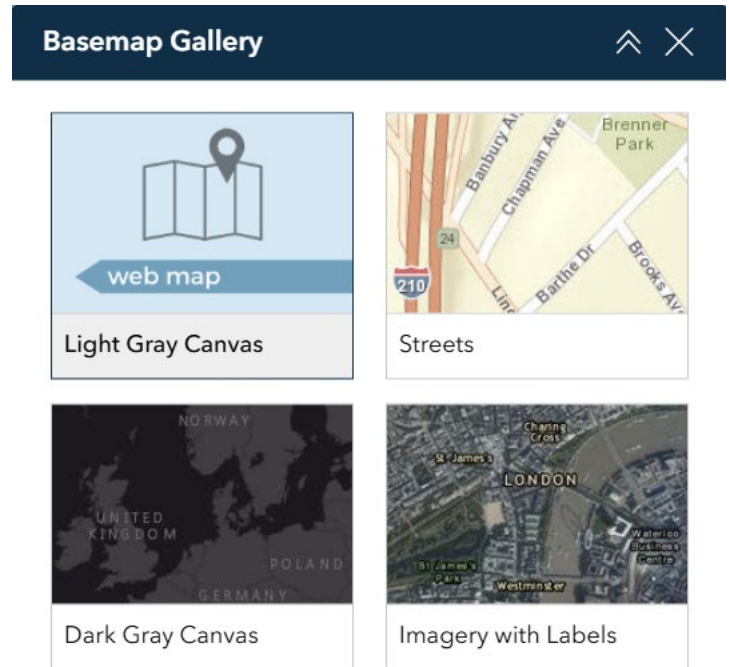 Basemap Gallery
web map
Light Gray Canvas
Banbury
Chapman Ave
Brenner
Park
24
210
Barthe Dr
Brooks
Streets
NORWAY
UNITED
KINGDOM
POLAND
GERMANY
Dark Gray Canvas
Charing
Cross
St James's
LONDON
Waterloo
Business
Centre
St James's
Park
Westminster
Imagery with Labels